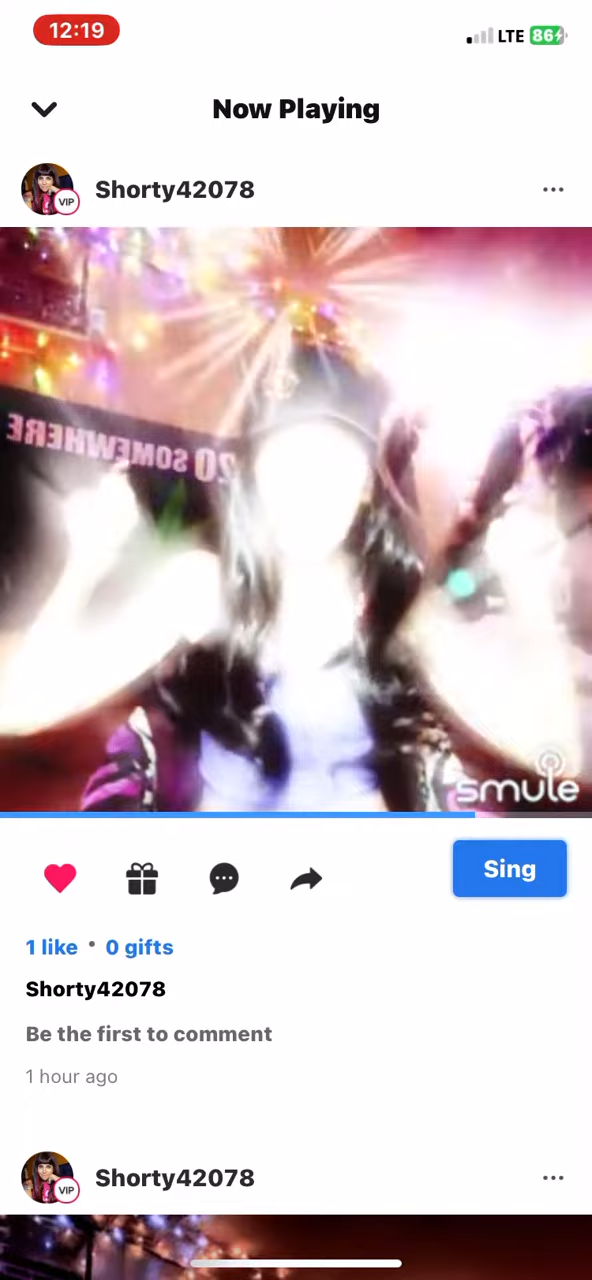 12:19
LTE 86
Now Playing
VIP
Shorty42078
SOMEWHERE
smule
Sing
1 like • 0 gifts
Shorty42078
Be the first to comment
1 hour ago
VIP
Shorty42078